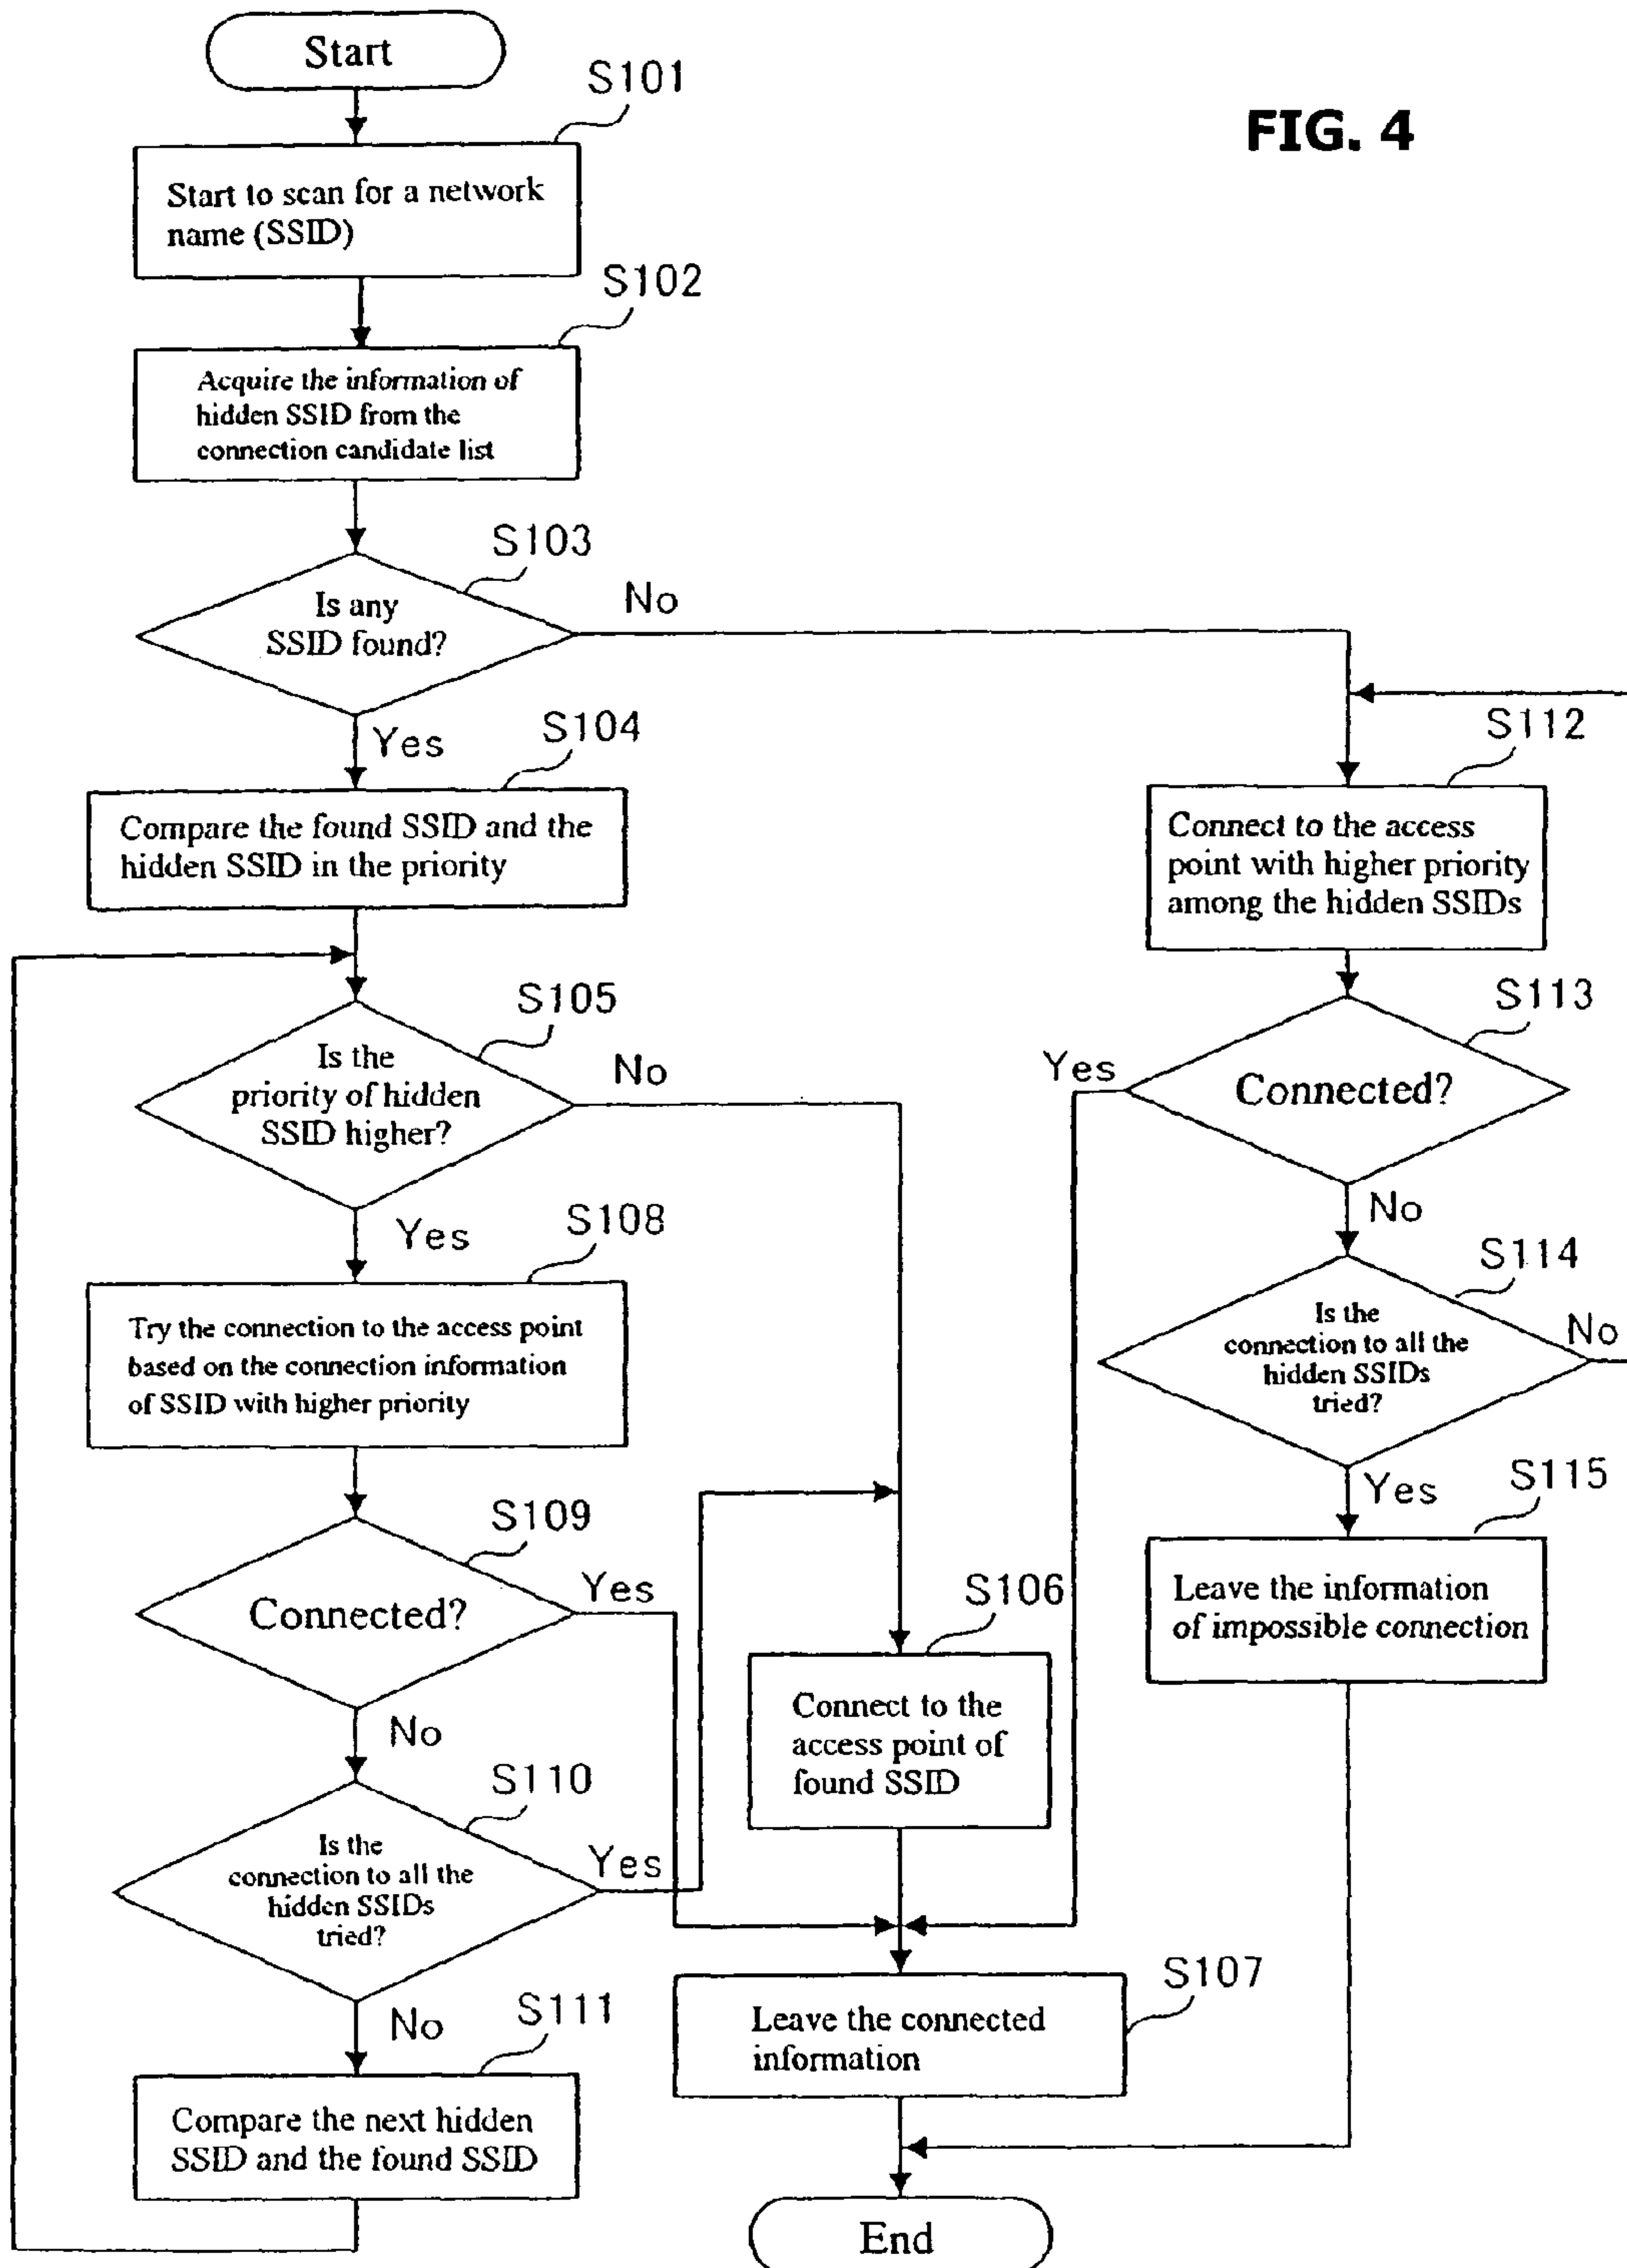 Start
S101
FIG. 4
Start to scan for a network
name (SSID)
S102
Acquire the information of
hidden SSID from the
connection candidate list
S103
Is any
SSID found?
No
Yes
S104
Compare the found SSID and the
hidden SSID in the priority
S112
Connect to the access
point with higher priority
among the hidden SSIDs
S105
Is the
priority of hidden
SSID higher?
No
Yes
S113
Connected?
Yes
No
S108
Try the connection to the access point
based on the connection information
of SSID with higher priority
S114
Is the
connection to all the
hidden SSIDs
tried?
No
Yes
S109
Connected?
Yes
No
S115
Leave the information
of impossible connection
S106
Connect to the
access point of
found SSID
S110
Is the
connection to all the
hidden SSIDs
tried?
Yes
No
S107
Leave the connected
information
S111
Compare the next hidden
SSID and the found SSID
End